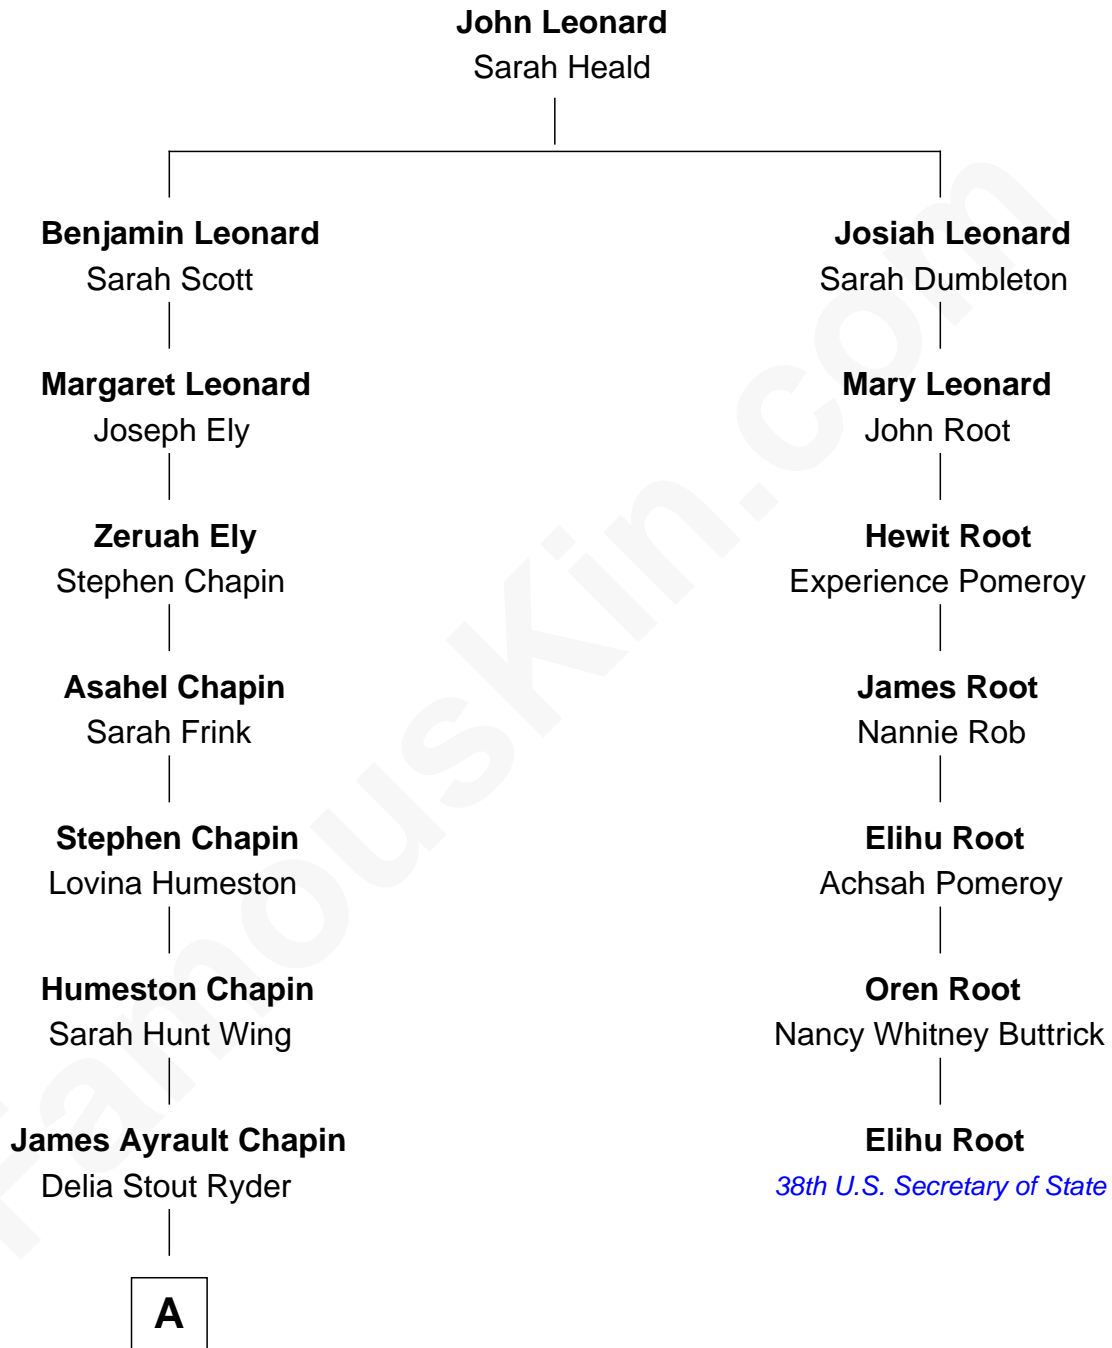 John Leonard
Sarah Heald
Benjamin Leonard
Sarah Scott
Josiah Leonard
Sarah Dumbleton
Margaret Leonard
Joseph Ely
Mary Leonard
John Root
Zeruah Ely
Stephen Chapin
Hewit Root
Experience Pomeroy
Asahel Chapin
Sarah Frink
James Root
Nannie Rob
Stephen Chapin
Lovina Humeston
Elihu Root
Achsah Pomeroy
Humeston Chapin
Sarah Hunt Wing
Oren Root
Nancy Whitney Buttrick
James Ayrault Chapin
Delia Stout Ryder
Elihu Root
38th U.S. Secretary of State
A
FamousKin.com